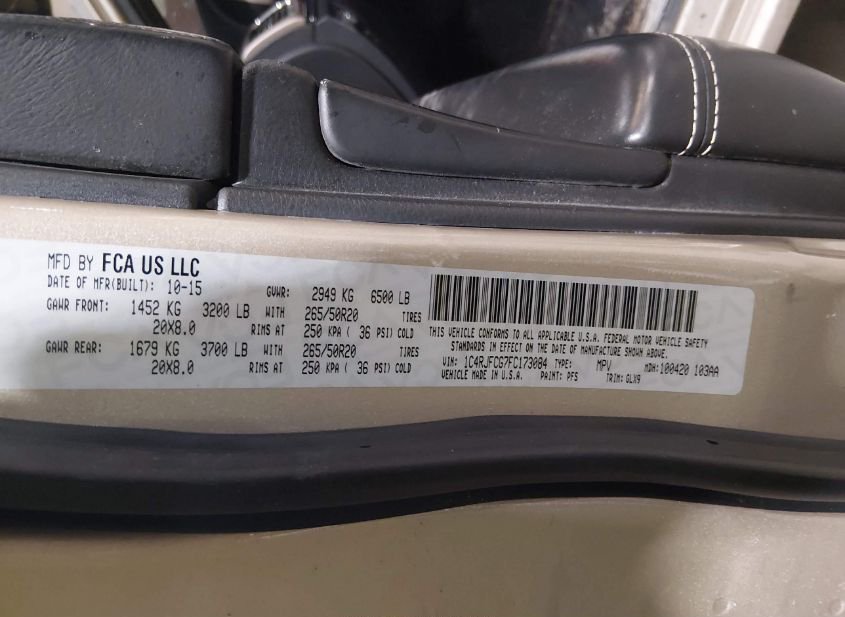 MFD BY FCA US LLC
DATE OF MFR(BUILT): 10-15 GVWR: 2949 KG 6500 LB
GAWR FRONT: 1452 KG 3200 LB WITH 265/50R20 TIRES
20X8.0 RIMS AT 250 KPA ( 36 PSI) COLD
GAWR REAR: 1679 KG 3700 LB WITH 265/50R20 TIRES
20X8.0 RIMS AT 250 KPA ( 36 PSI) COLD
THIS VEHICLE CONFORMS TO ALL APPLICABLE U.S.A. FEDERAL MOTOR VEHICLE SAFETY
STANDARDS IN EFFECT ON THE DATE OF MANUFACTURE SHOWN ABOVE.
VIN: 1C4RJFCG7FC173084 TYPE: MPV MDH: 100420 103AA
VEHICLE MADE IN U.S.A. PAINT: PFS TRIM: GLX9